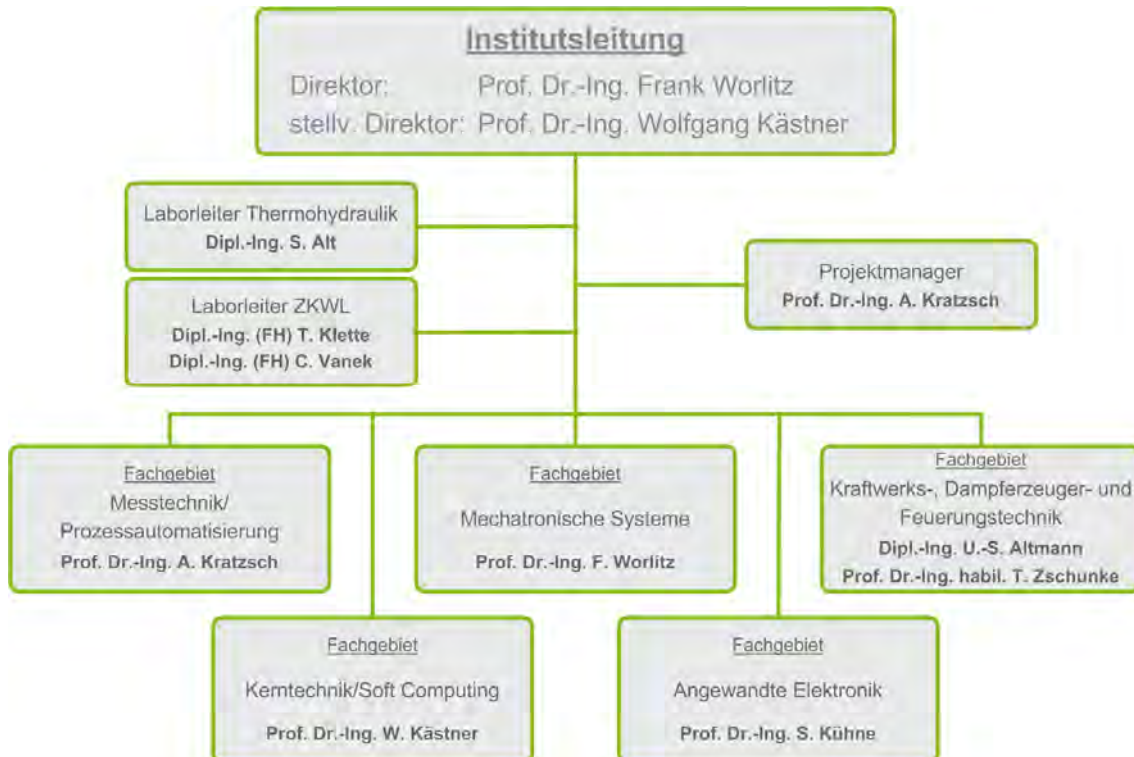 Institutsleitung
Direktor: Prof. Dr.-Ing. Frank Worlitz
stellv. Direktor: Prof. Dr.-Ing. Wolfgang Kästner
Laborleiter Thermohydraulik
Dipl.-Ing. S. Alt
Laborleiter ZKWL
Dipl.-Ing. (FH) T. Klette
Dipl.-Ing. (FH) C. Vanek
Projektmanager
Prof. Dr.-Ing. A. Kratzsch
Fachgebiet
Messtechnik/
Prozessautomatisierung
Prof. Dr.-Ing. A. Kratzsch
Fachgebiet
Mechatronische Systeme
Prof. Dr.-Ing. F. Worlitz
Fachgebiet
Kraftwerks-, Dampferzeuger- und
Feuerungstechnik
Dipl.-Ing. U.-S. Altmann
Prof. Dr.-Ing. habil. T. Zschunke
Fachgebiet
Kerntechnik/Soft Computing
Prof. Dr.-Ing. W. Kästner
Fachgebiet
Angewandte Elektronik
Prof. Dr.-Ing. S. Kühne